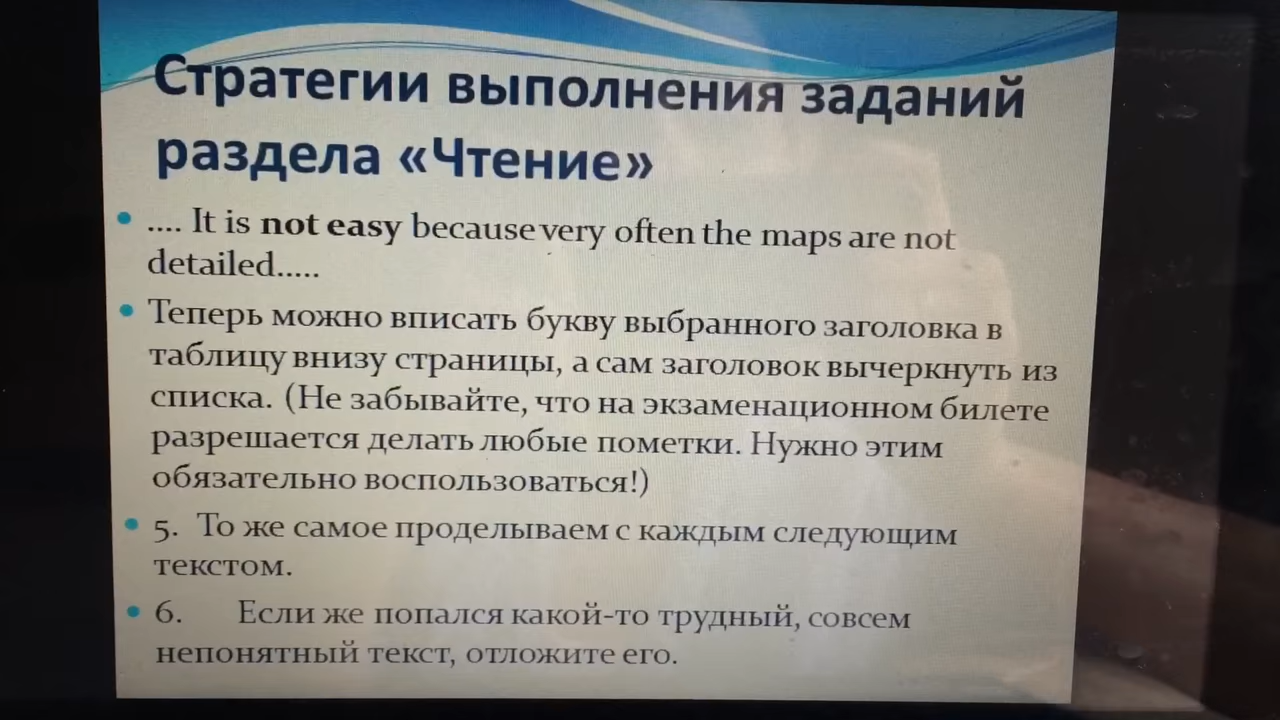 Стратегии выполнения заданий
раздела «Чтение»
• .... It is not easy because very often the maps are not
detailed.....
• Теперь можно вписать букву выбранного заголовка в
таблицу внизу страницы, а сам заголовок вычеркнуть из
списка. (Не забывайте, что на экзаменационном билете
разрешается делать любые пометки. Нужно этим
обязательно воспользоваться!)
• 5. То же самое проделываем с каждым следующим
текстом.
• 6. Если же попался какой-то трудный, совсем
непонятный текст, отложите его.